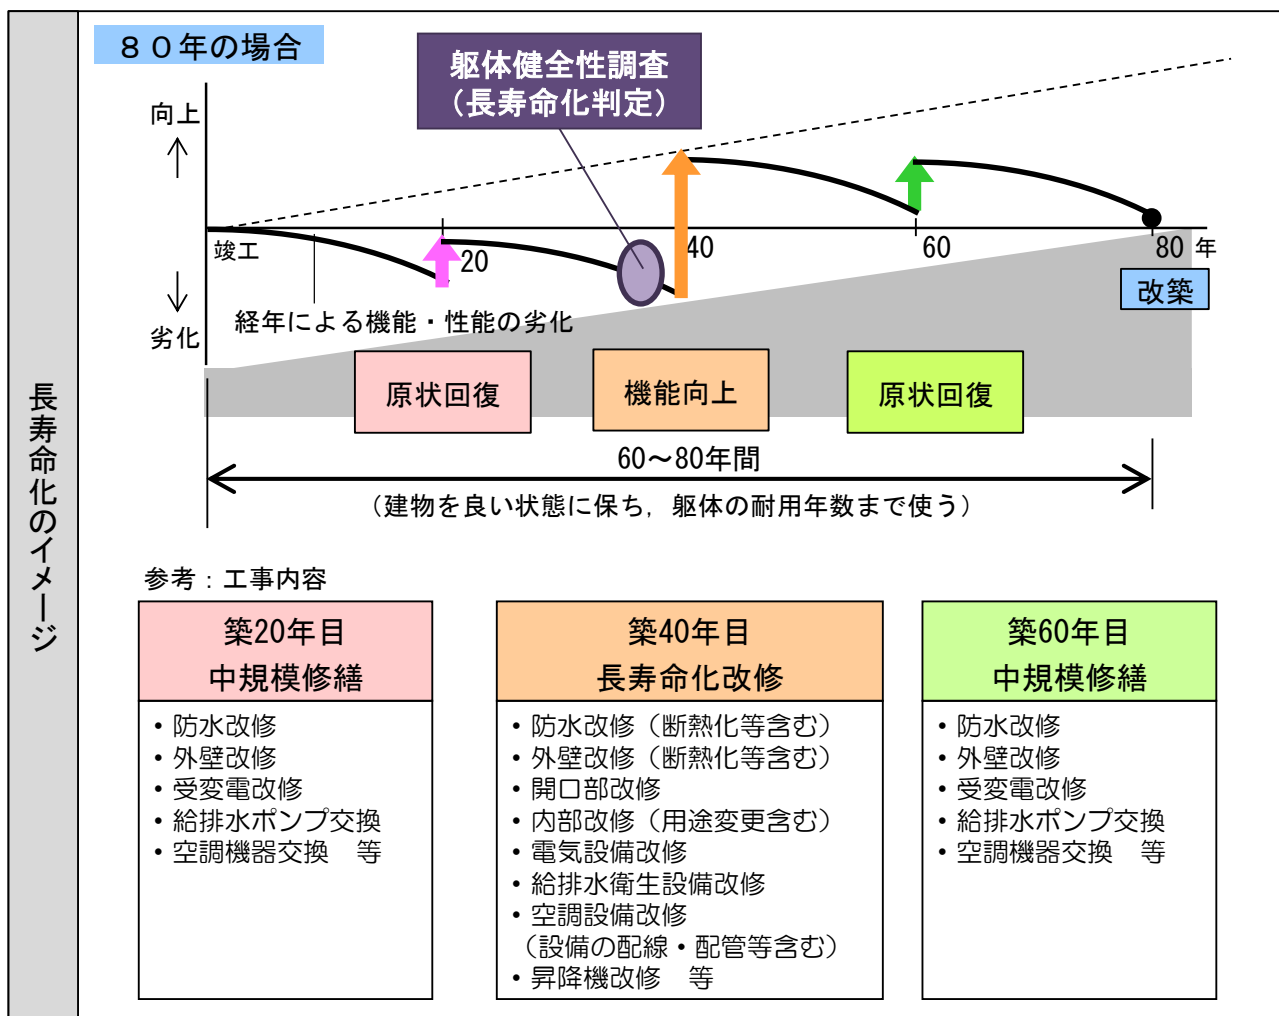 長寿命化のイメージ
８０年の場合
躯体健全性調査
（長寿命化判定）
向上
劣化
竣工
20
40
60
80 年
改築
経年による機能・性能の劣化
原状回復
機能向上
原状回復
60～80年間
（建物を良い状態に保ち，躯体の耐用年数まで使う）
参考：工事内容
築20年目
中規模修繕
・防水改修
・外壁改修
・受変電改修
・給排水ポンプ交換
・空調機器交換　等
築40年目
長寿命化改修
・防水改修（断熱化等含む）
・外壁改修（断熱化等含む）
・開口部改修
・内部改修（用途変更含む）
・電気設備改修
・給排水衛生設備改修
・空調設備改修
（設備の配線・配管等含む）
・昇降機改修　等
築60年目
中規模修繕
・防水改修
・外壁改修
・受変電改修
・給排水ポンプ交換
・空調機器交換　等